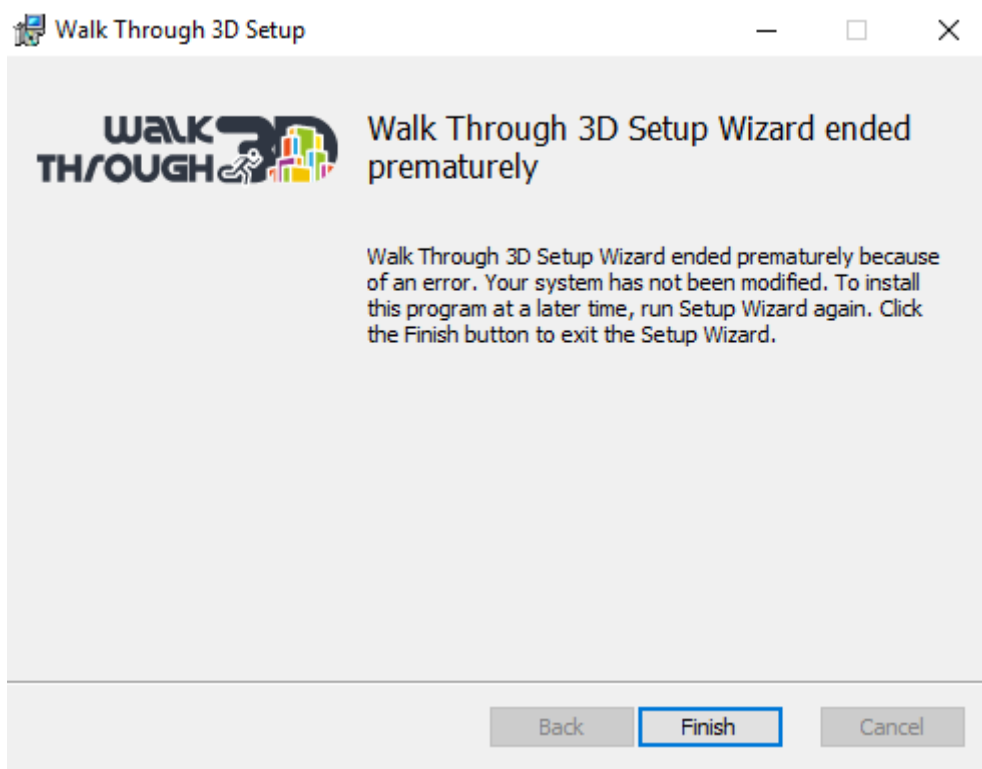 Walk Through 3D Setup
WALK
THROUGH 3D
Walk Through 3D Setup Wizard ended
prematurely
Walk Through 3D Setup Wizard ended prematurely because
of an error. Your system has not been modified. To install
this program at a later time, run Setup Wizard again. Click
the Finish button to exit the Setup Wizard.
Back
Finish
Cancel